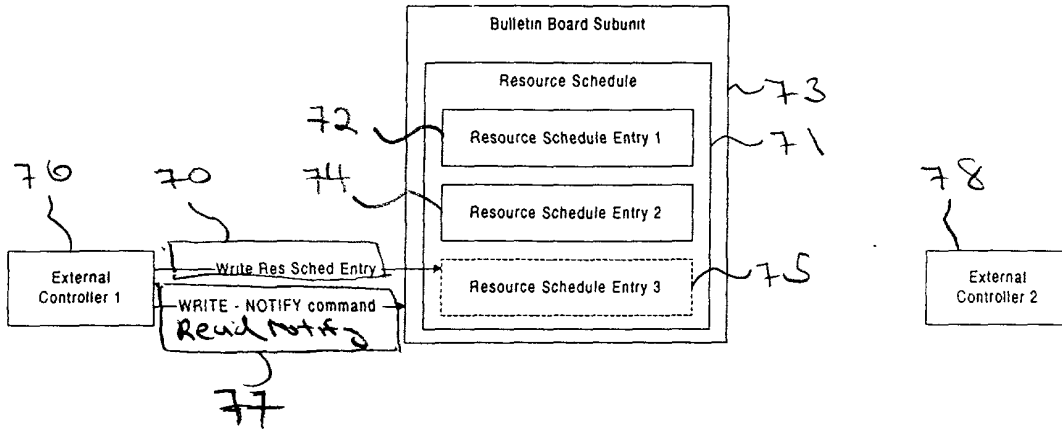 Bulletin Board Subunit
Resource Schedule
73
72
Resource Schedule Entry 1
71
76
70
74
Resource Schedule Entry 2
78
External
Controller 1
Write Res Sched Entry
Resource Schedule Entry 3
75
External
Controller 2
WRITE - NOTIFY command
Read Notify
77